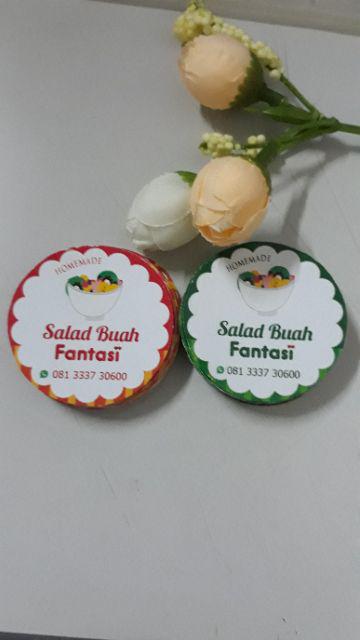 HOMEMADE
Salad Buah
Fantasi
081 3337 30600
HOMEMADE
Salad Buah
Fantasi
081 3337 30600